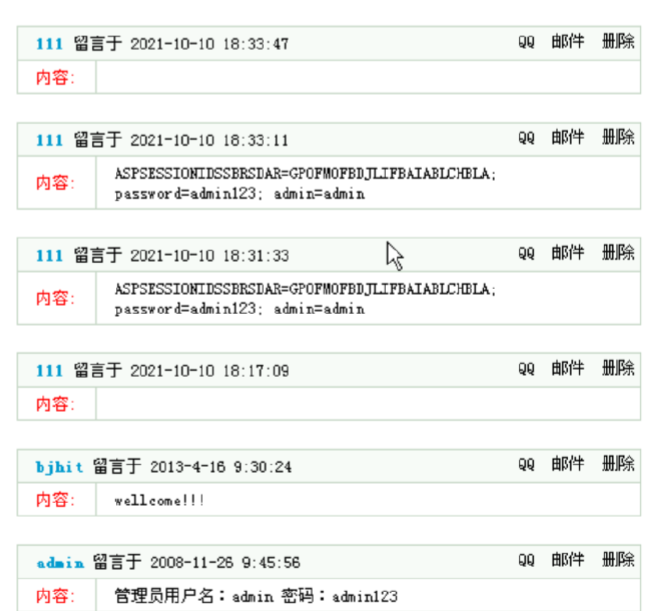 111 留言于 2021-10-10 18:33:47 QQ 邮件 删除
内容:
111 留言于 2021-10-10 18:33:11 QQ 邮件 删除
内容: ASPSESSIONIDSSBRSDAR=GPOFMOFBDJLIFBAIABLCHBLA;
password=admin123; admin=admin
111 留言于 2021-10-10 18:31:33 QQ 邮件 删除
内容: ASPSESSIONIDSSBRSDAR=GPOFMOFBDJLIFBAIABLCHBLA;
password=admin123; admin=admin
111 留言于 2021-10-10 18:17:09 QQ 邮件 删除
内容:
bjhit 留言于 2013-4-16 9:30:24 QQ 邮件 删除
内容: wellcome!!!
admin 留言于 2008-11-26 9:45:56 QQ 邮件 删除
内容: 管理员用户名：admin 密码：admin123